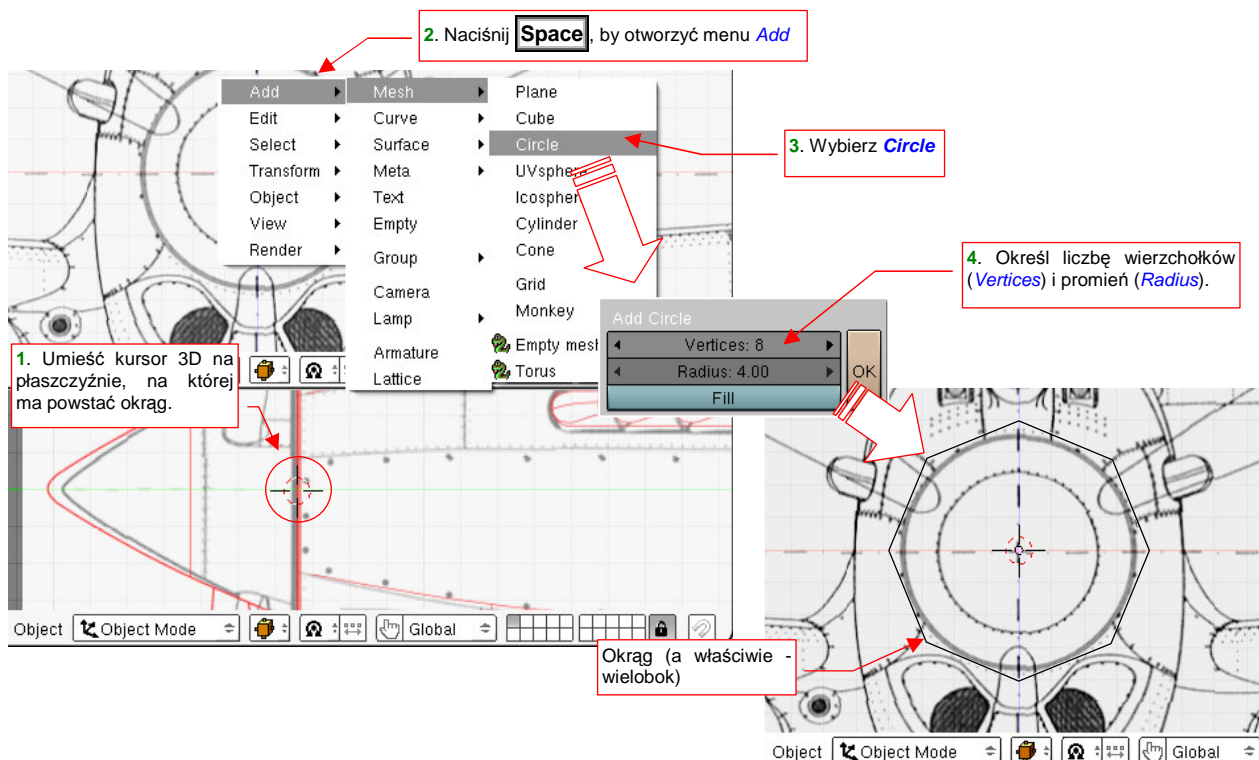 2. Naciśnij Space, by otworzyć menu Add
Add
Edit
Select
Transform
Object
View
Render
Mesh
Curve
Surface
Meta
Text
Empty
Group
Camera
Lamp
Armature
Lattice
Plane
Cube
Circle
UVsphere
Icospher
Cylinder
Cone
Grid
Monkey
Empty mesh
Torus
3. Wybierz Circle
4. Określ liczbę wierzchołków
(Vertices) i promień (Radius).
Add Circle
Vertices: 8
Radius: 4.00
Fill
OK
1. Umieść kursor 3D na
płaszczyźnie, na której
ma powstać okrąg.
Object Object Mode Global
Okrąg (a właściwie -
wielobok)
Object Object Mode Global